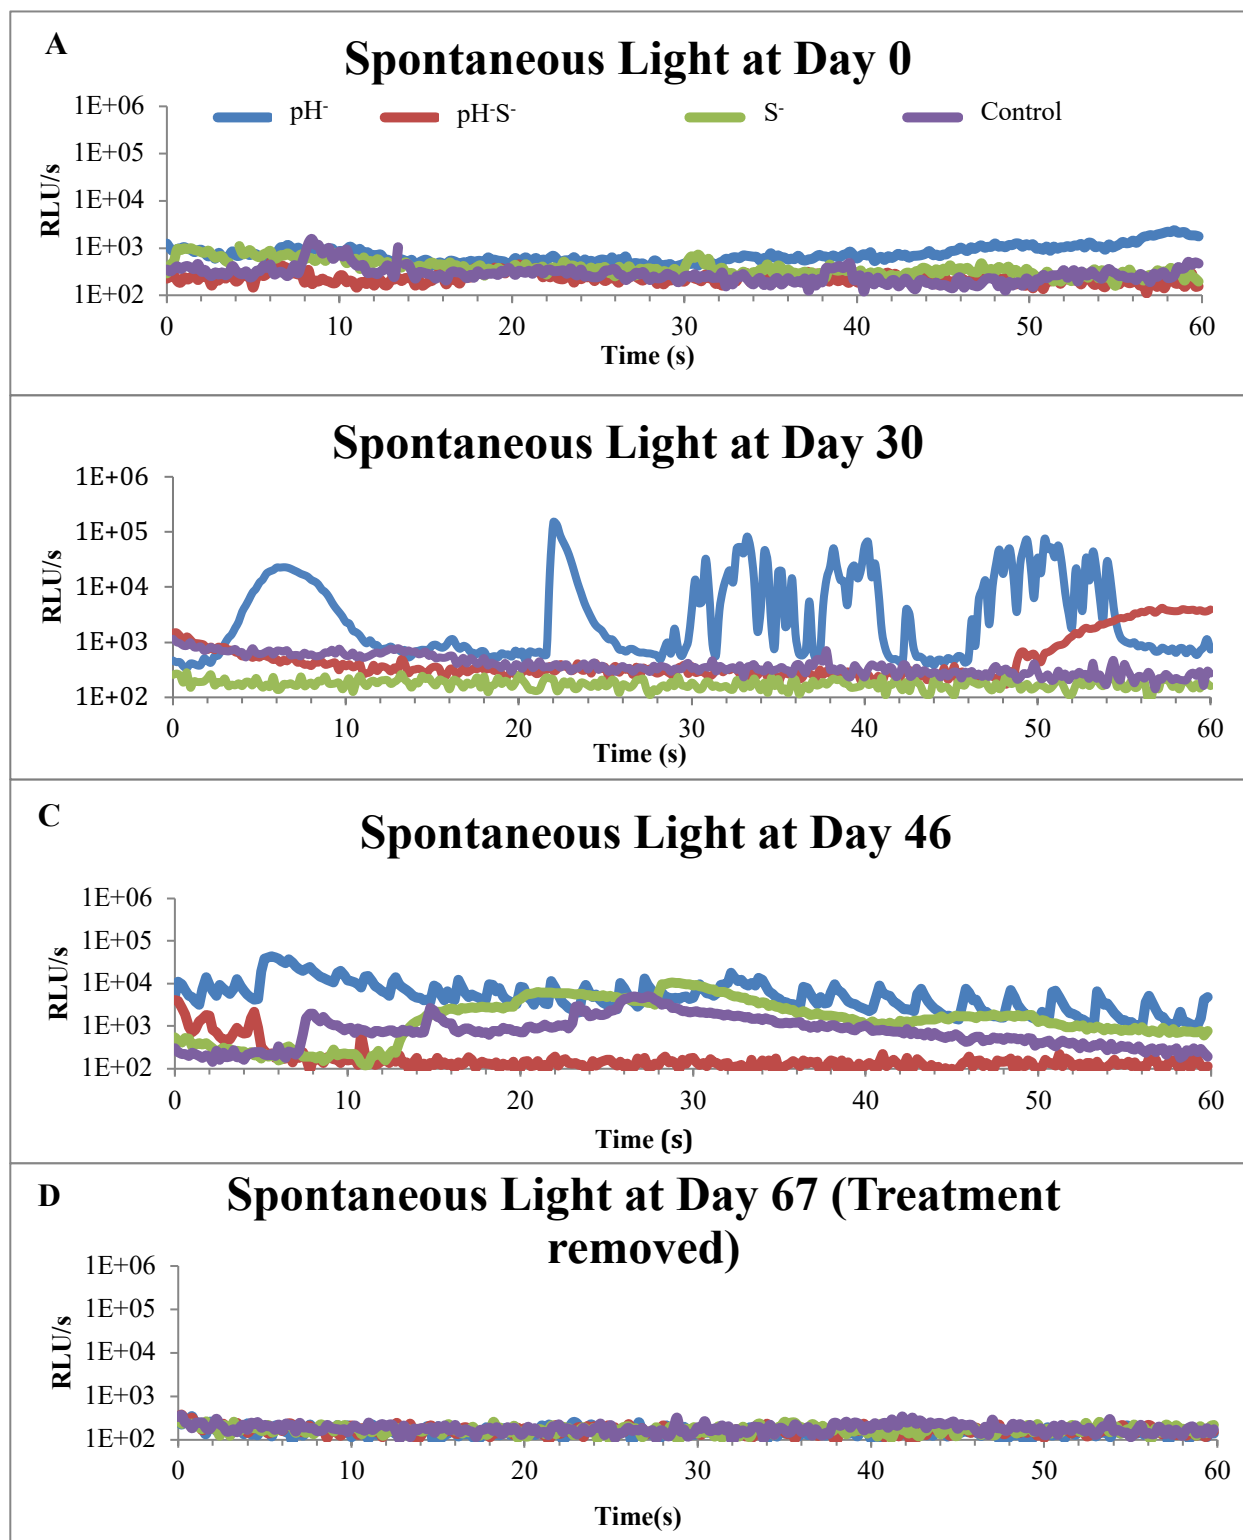 A
Spontaneous Light at Day 0
pH⁻ pH⁻S⁻ S⁻ Control
1E+06
1E+05
1E+04
1E+03
1E+02
RLU/s
0 10 20 30 40 50 60
Time (s)
Spontaneous Light at Day 30
1E+06
1E+05
1E+04
1E+03
1E+02
RLU/s
0 10 20 30 40 50 60
Time (s)
C
Spontaneous Light at Day 46
1E+06
1E+05
1E+04
1E+03
1E+02
RLU/s
0 10 20 30 40 50 60
Time (s)
D
Spontaneous Light at Day 67 (Treatment
removed)
1E+06
1E+05
1E+04
1E+03
1E+02
RLU/s
0 10 20 30 40 50 60
Time(s)